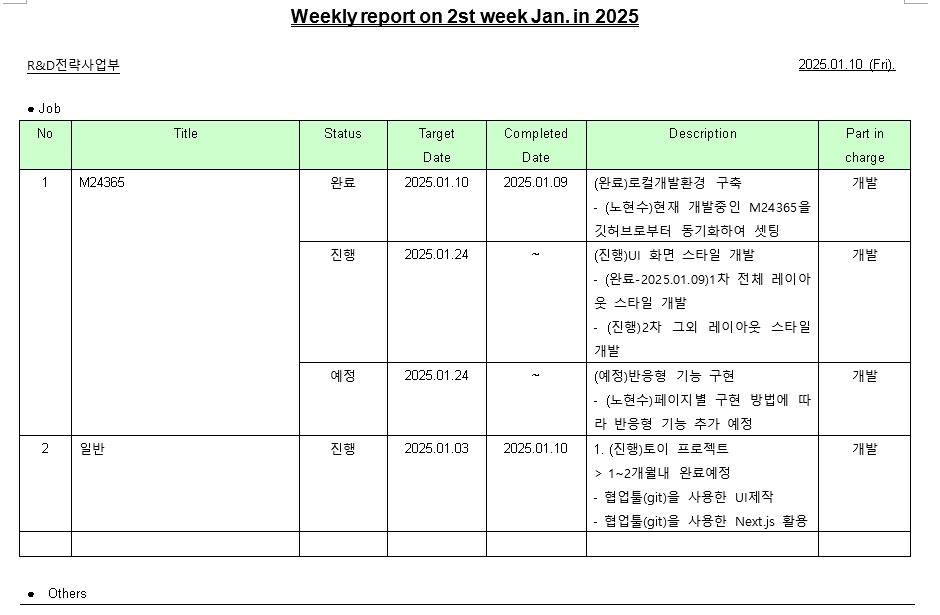 Weekly report on 2st week Jan. in 2025
R&D전략사업부
2025.01.10 (Fri).
● Job
No Title Status Target Date Completed Date Description Part in charge
1 M24365 완료 2025.01.10 2025.01.09 (완료)로컬개발환경 구축 개발
- (노현수)현재 개발중인 M24365을
깃허브로부터 동기화하여 셋팅
진행 2025.01.24 ~ (진행)UI 화면 스타일 개발 개발
- (완료-2025.01.09)1차 전체 레이아
웃 스타일 개발
- (진행)2차 그외 레이아웃 스타일
개발
예정 2025.01.24 ~ (예정)반응형 기능 구현 개발
- (노현수)페이지별 구현 방법에 따
라 반응형 기능 추가 예정
2 일반 진행 2025.01.03 2025.01.10 1. (진행)토이 프로젝트 개발
> 1~2개월내 완료예정
- 협업툴(git)을 사용한 UI제작
- 협업툴(git)을 사용한 Next.js 활용
● Others